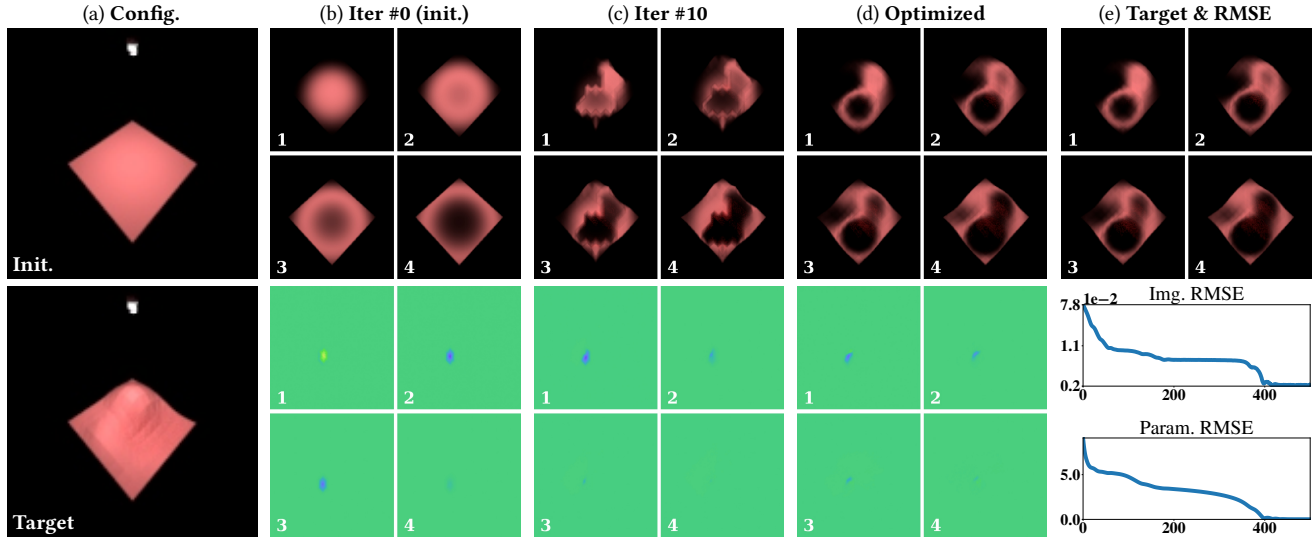 (a) Config.
(b) Iter #0 (init.)
(c) Iter #10
(d) Optimized
(e) Target & RMSE
1 2 1 2 1 2 1 2
Init.
3 4 3 4 3 4 3 4
Img. RMSE
7.8 1e−2
1.1
0.2
200 400
1 2 1 2 1 2
Param. RMSE
5.0
0.0
200 400
Target
3 4 3 4 3 4